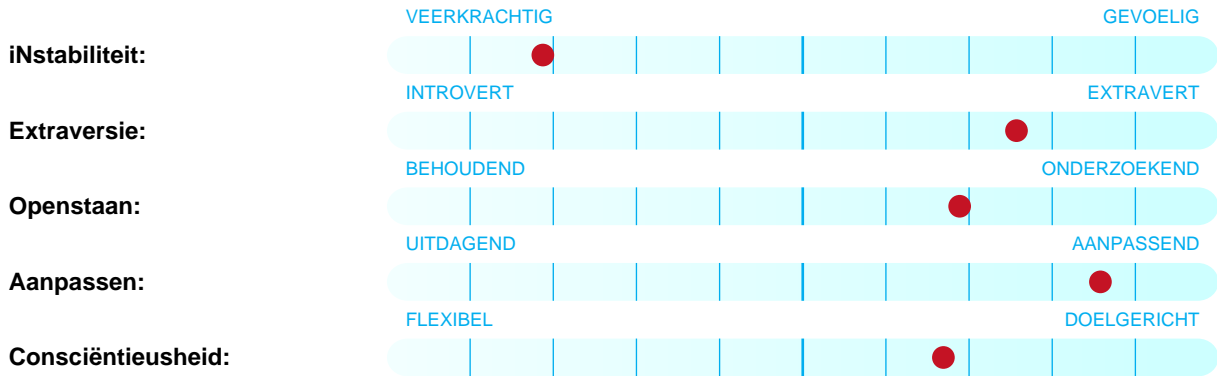 VEERKRACHTIG GEVOELIG
iNstabiliteit:
INTROVERT EXTRAVERT
Extraversie:
BEHOUDEND ONDERZOEKEND
Openstaan:
UITDAGEND AANPASSEND
Aanpassen:
FLEXIBEL DOELGERICHT
Consciëntieusheid: